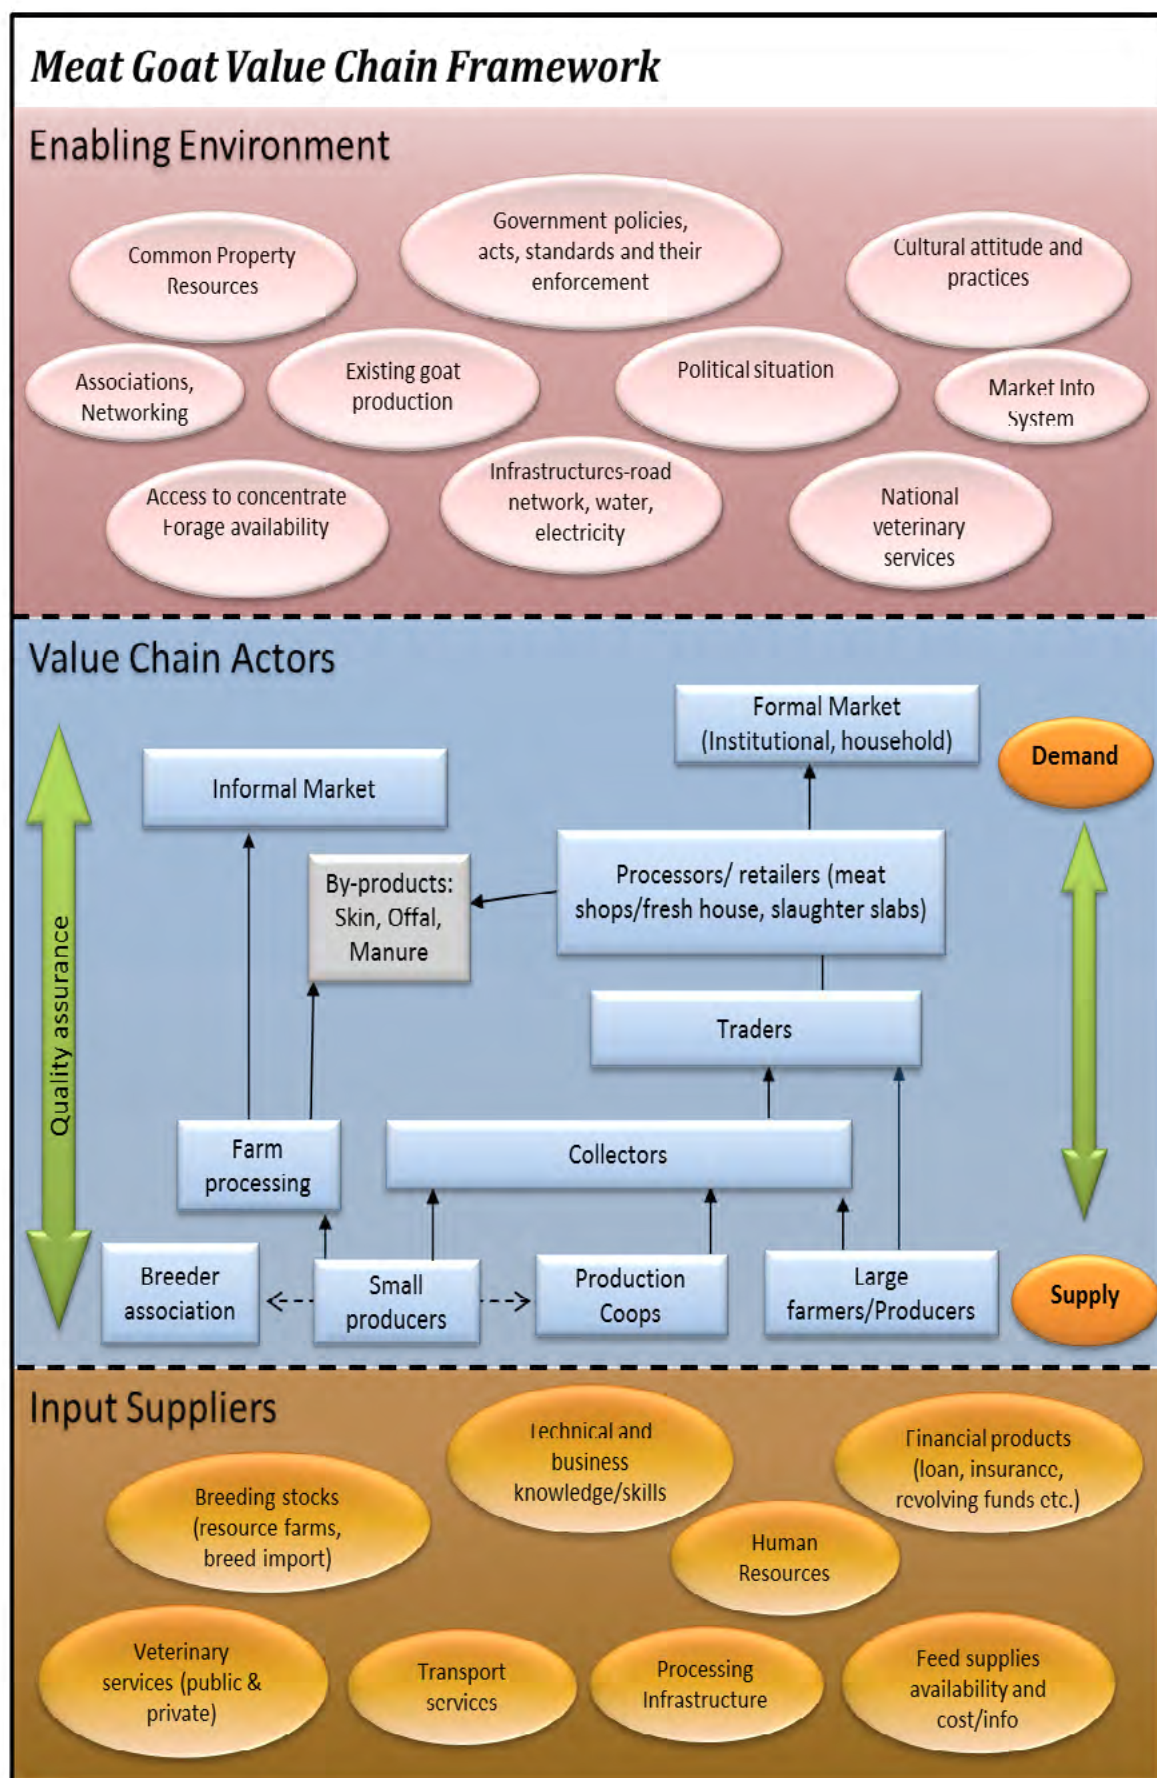 Meat Goat Value Chain Framework
Enabling Environment
Common Property
Resources
Government policies,
acts, standards and their
enforcement
Cultural attitude and
practices
Associations,
Networking
Existing goat
production
Political situation
Market Info
System
Access to concentrate
Forage availability
Infrastructures-road
network, water,
electricity
National
veterinary
services
Value Chain Actors
Formal Market
(Institutional, household)
Demand
Informal Market
By-products:
Skin, Offal,
Manure
Processors/ retailers (meat
shops/fresh house, slaughter slabs)
Quality assurance
Traders
Farm
processing
Collectors
Breeder
association
Small
producers
Production
Coops
Large
farmers/Producers
Supply
Input Suppliers
Technical and
business
knowledge/skills
Financial products
(loan, insurance,
revolving funds etc.)
Breeding stocks
(resource farms,
breed import)
Human
Resources
Veterinary
services (public &
private)
Transport
services
Processing
Infrastructure
Feed supplies
availability and
cost/info